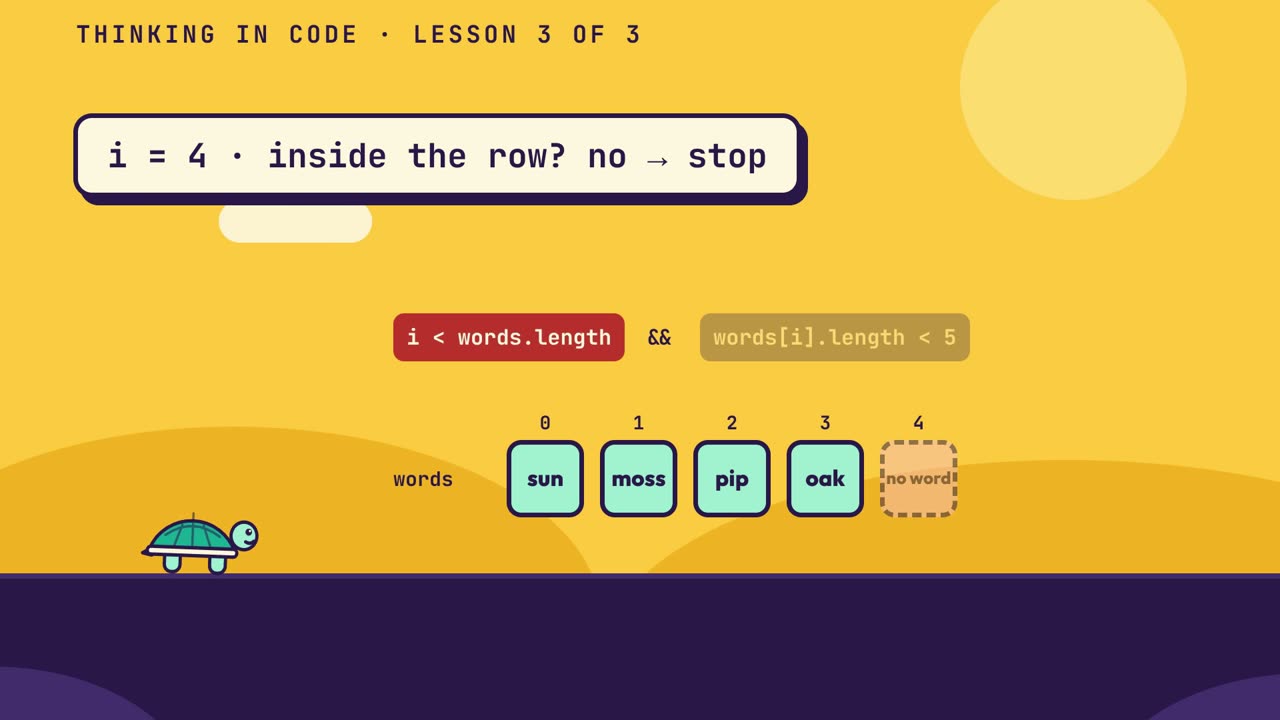 THINKING IN CODE · LESSON 3 OF 3
i = 4 · inside the row? no → stop
i < words.length && words[i].length < 5
0 1 2 3 4
words sun moss pip oak no word